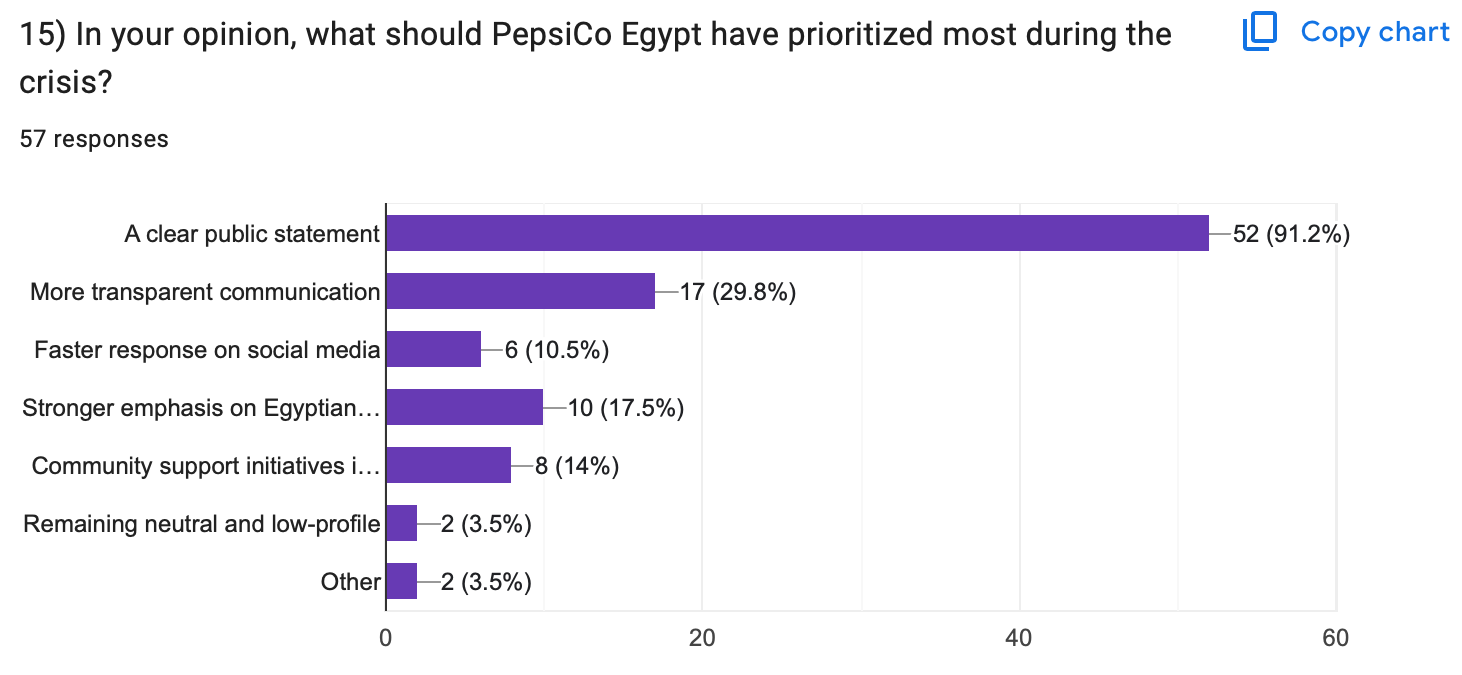 15) In your opinion, what should PepsiCo Egypt have prioritized most during the
crisis?
Copy chart
57 responses
A clear public statement
52 (91.2%)
More transparent communication
17 (29.8%)
Faster response on social media
6 (10.5%)
Stronger emphasis on Egyptian…
10 (17.5%)
Community support initiatives i…
8 (14%)
Remaining neutral and low-profile
2 (3.5%)
Other
2 (3.5%)
0
20
40
60